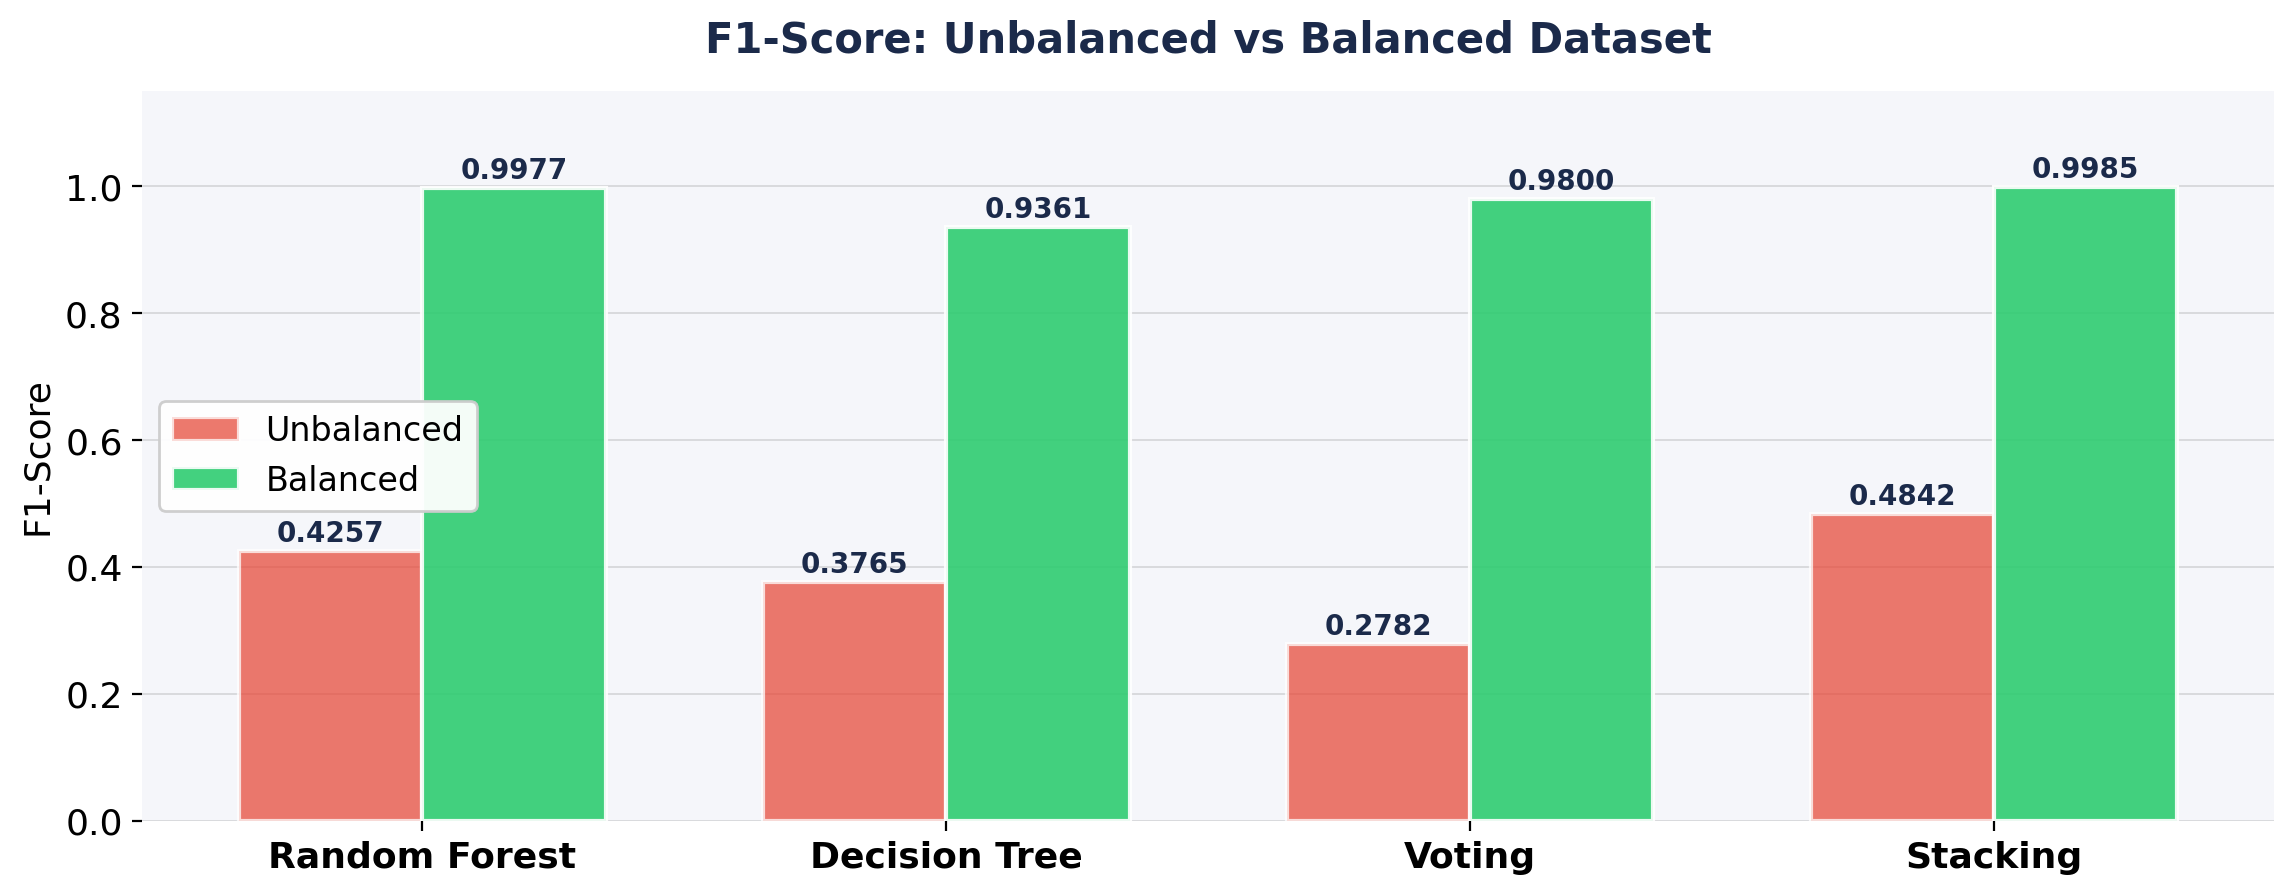 F1-Score: Unbalanced vs Balanced Dataset
F1-Score
1.0
0.8
0.6
0.4
0.2
0.0
Unbalanced
Balanced
0.4257
0.9977
0.3765
0.9361
0.2782
0.9800
0.4842
0.9985
Random Forest
Decision Tree
Voting
Stacking